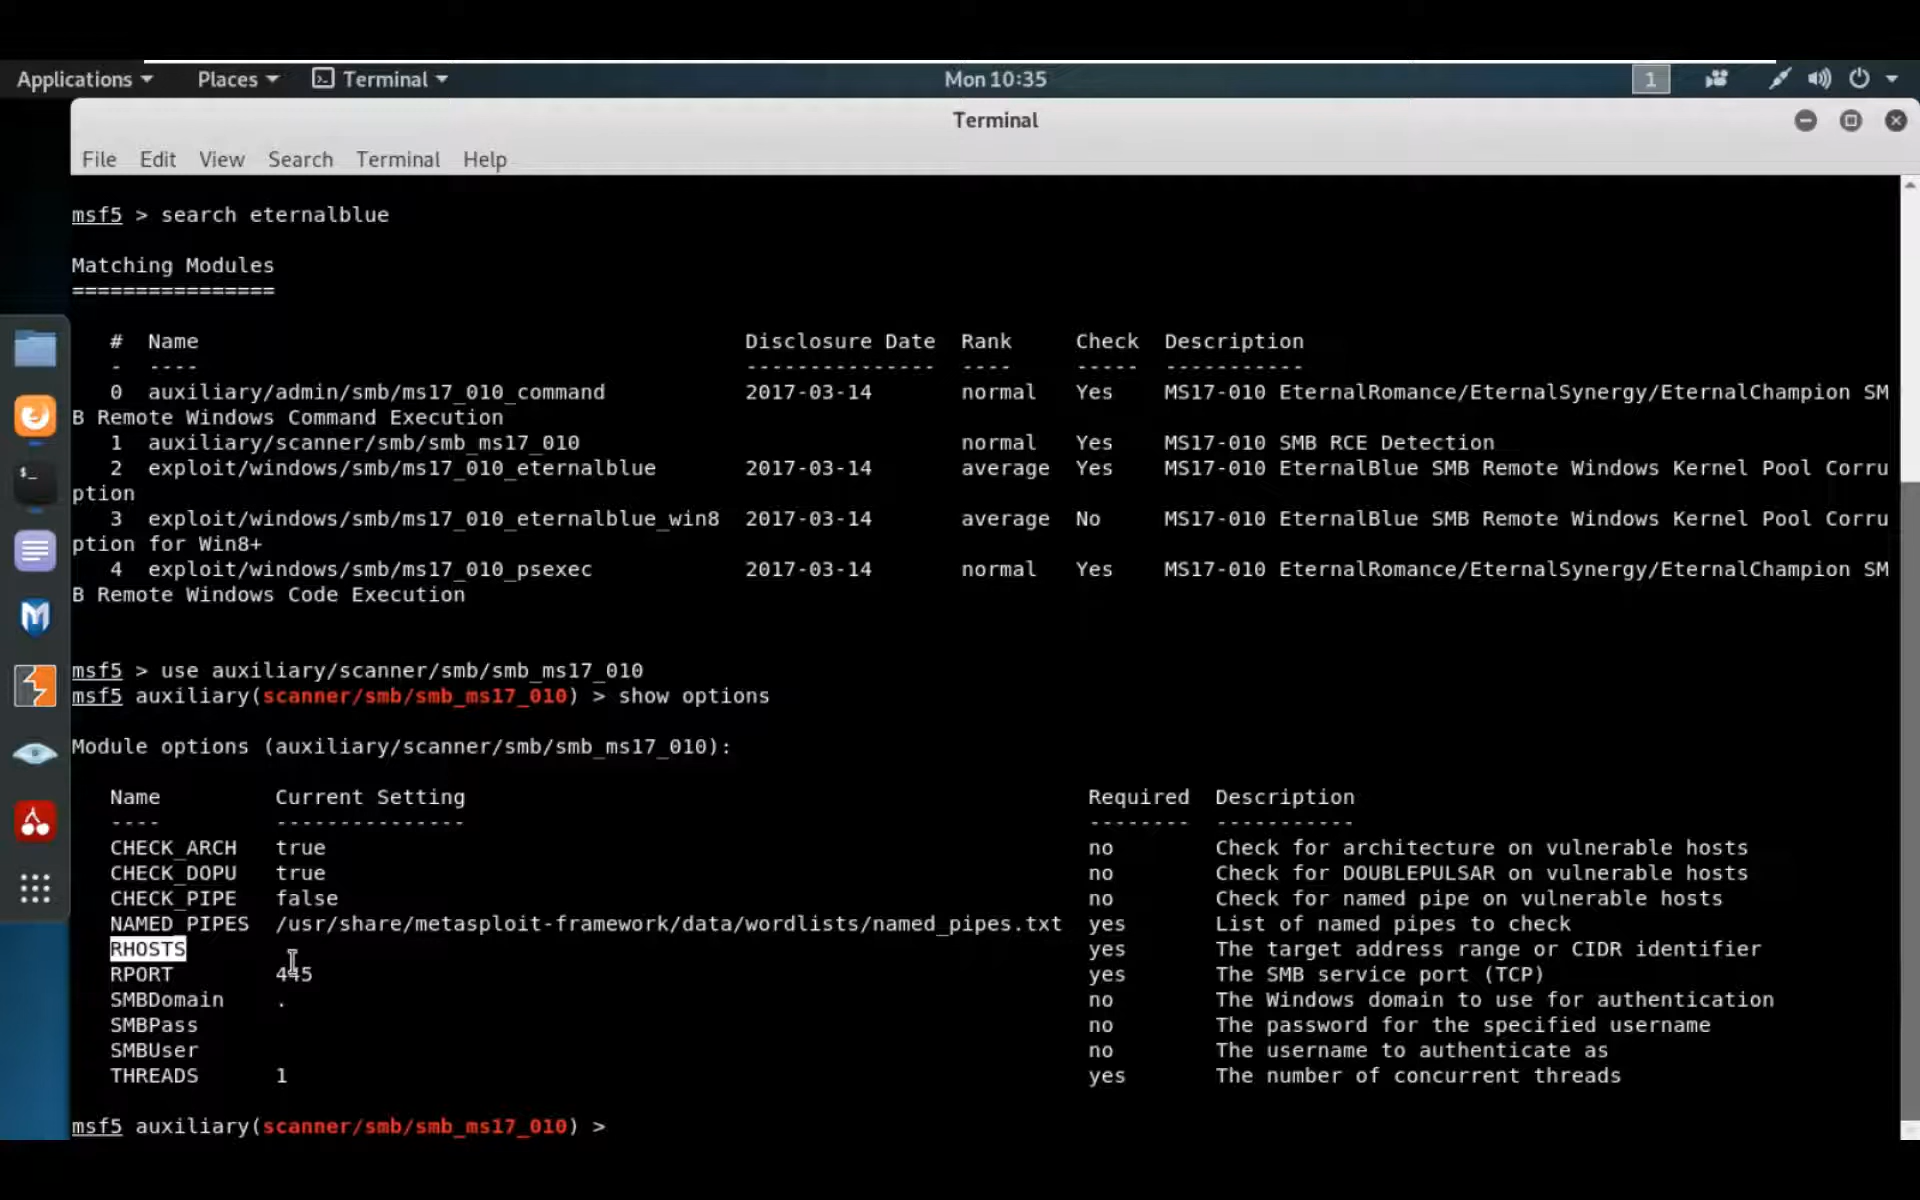 Applications Places Terminal Mon 10:35 1
Terminal
File Edit View Search Terminal Help
msf5 > search eternalblue
Matching Modules
================
# Name Disclosure Date Rank Check Description
- ---- --------------- ---- ----- -----------
0 auxiliary/admin/smb/ms17_010_command 2017-03-14 normal Yes MS17-010 EternalRomance/EternalSynergy/EternalChampion SM
B Remote Windows Command Execution
1 auxiliary/scanner/smb/smb_ms17_010 normal Yes MS17-010 SMB RCE Detection
2 exploit/windows/smb/ms17_010_eternalblue 2017-03-14 average Yes MS17-010 EternalBlue SMB Remote Windows Kernel Pool Corru
ption
3 exploit/windows/smb/ms17_010_eternalblue_win8 2017-03-14 average No MS17-010 EternalBlue SMB Remote Windows Kernel Pool Corru
ption for Win8+
4 exploit/windows/smb/ms17_010_psexec 2017-03-14 normal Yes MS17-010 EternalRomance/EternalSynergy/EternalChampion SM
B Remote Windows Code Execution
msf5 > use auxiliary/scanner/smb/smb_ms17_010
msf5 auxiliary(scanner/smb/smb_ms17_010) > show options
Module options (auxiliary/scanner/smb/smb_ms17_010):
Name Current Setting Required Description
---- --------------- -------- -----------
CHECK_ARCH true no Check for architecture on vulnerable hosts
CHECK_DOPU true no Check for DOUBLEPULSAR on vulnerable hosts
CHECK_PIPE false no Check for named pipe on vulnerable hosts
NAMED_PIPES /usr/share/metasploit-framework/data/wordlists/named_pipes.txt yes List of named pipes to check
RHOSTS yes The target address range or CIDR identifier
RPORT 445 yes The SMB service port (TCP)
SMBDomain . no The Windows domain to use for authentication
SMBPass no The password for the specified username
SMBUser no The username to authenticate as
THREADS 1 yes The number of concurrent threads
msf5 auxiliary(scanner/smb/smb_ms17_010) >